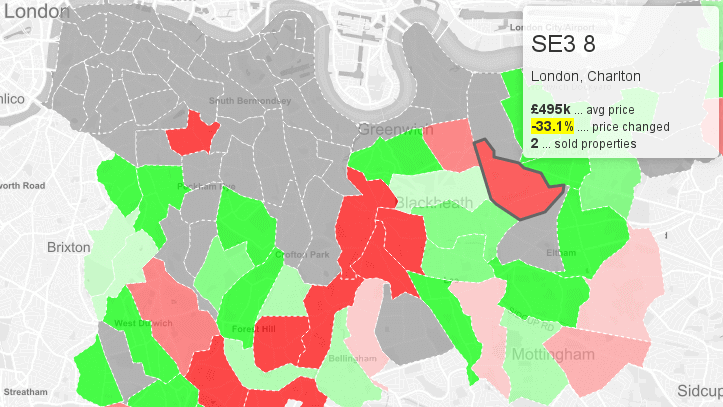 London
London City Airport
SE3 8
London, Charlton
£495k ... avg price
-33.1% .... price changed
2 ... sold properties
mlico
South Bermondsey
Greenwich
Peckham Rye
worth Road
Blackheath
Brixton
Crofton Park
Eltham
West Dulwich
Forest Hill
SIDCUP RD
Bellingham
Mottingham
Streatham
Sidcup